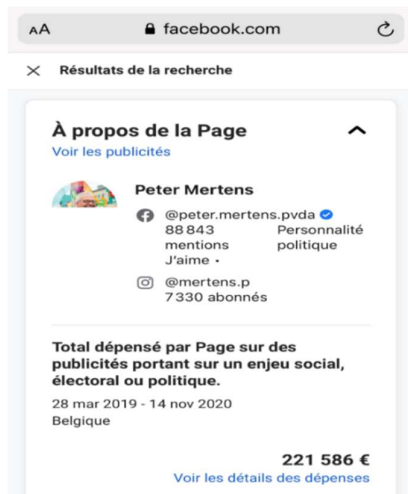 AA facebook.com
Résultats de la recherche
À propos de la Page
Voir les publicités
Peter Mertens
@peter.mertens.pvda
88 843 mentions J'aime • Personnalité politique
@mertens.p
7 330 abonnés
Total dépensé par Page sur des
publicités portant sur un enjeu social,
électoral ou politique.
28 mar 2019 - 14 nov 2020
Belgique
221 586 €
Voir les détails des dépenses